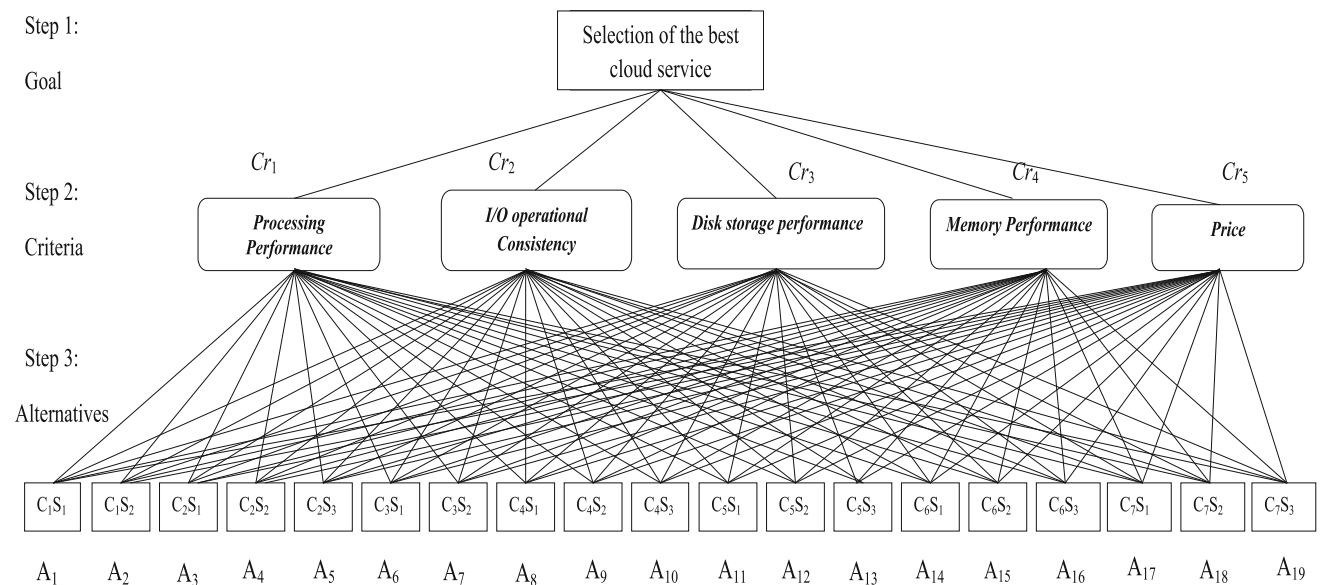 Step 1:
Goal
Selection of the best
cloud service
Cr₁
Cr₂
Cr₃
Cr₄
Cr₅
Step 2:
Criteria
Processing
Performance
I/O operational
Consistency
Disk storage performance
Memory Performance
Price
Step 3:
Alternatives
C₁S₁ C₁S₂ C₂S₁ C₂S₂ C₂S₃ C₃S₁ C₃S₂ C₄S₁ C₄S₂ C₄S₃ C₅S₁ C₅S₂ C₅S₃ C₆S₁ C₆S₂ C₆S₃ C₇S₁ C₇S₂ C₇S₃
A₁ A₂ A₃ A₄ A₅ A₆ A₇ A₈ A₉ A₁₀ A₁₁ A₁₂ A₁₃ A₁₄ A₁₅ A₁₆ A₁₇ A₁₈ A₁₉